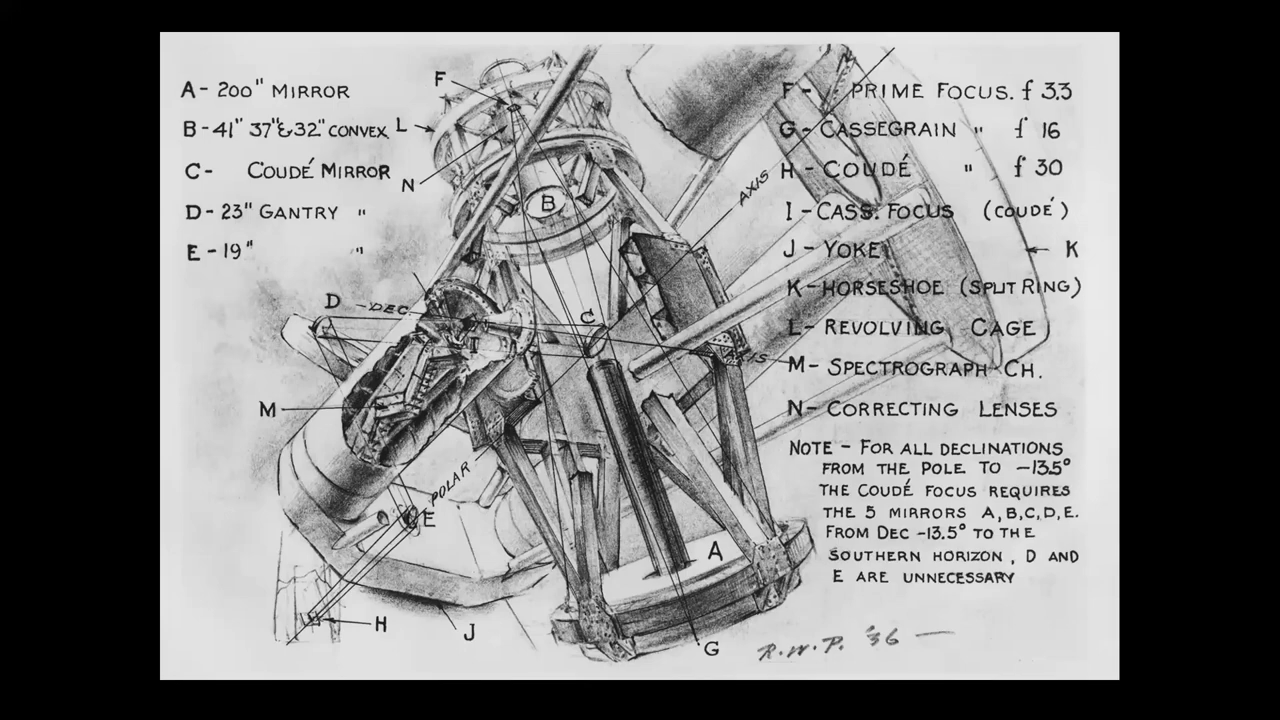 A- 200" MIRROR
B-41" 37"&32" CONVEX
C- COUDÉ MIRROR
D- 23" GANTRY "
E-19" "
F- PRIME FOCUS. f 3.3
G-CASSEGRAIN " f 16
H-COUDÉ " f 30
I-CASS. FOCUS (COUDÉ)
J-YOKE
K-HORSESHOE (SPLIT RING)
L-REVOLVING CAGE
M-SPECTROGRAPH CH.
N-CORRECTING LENSES
NOTE - FOR ALL DECLINATIONS
FROM THE POLE TO -13.5°
THE COUDÉ FOCUS REQUIRES
THE 5 MIRRORS A,B,C,D,E.
FROM DEC -13.5° TO THE
SOUTHERN HORIZON, D AND
E ARE UNNECESSARY
F
L
N
B
AXIS
K
D
DEC
C
I
AXIS
M
POLAR
E
A
H
J
G
R.W.P. '36